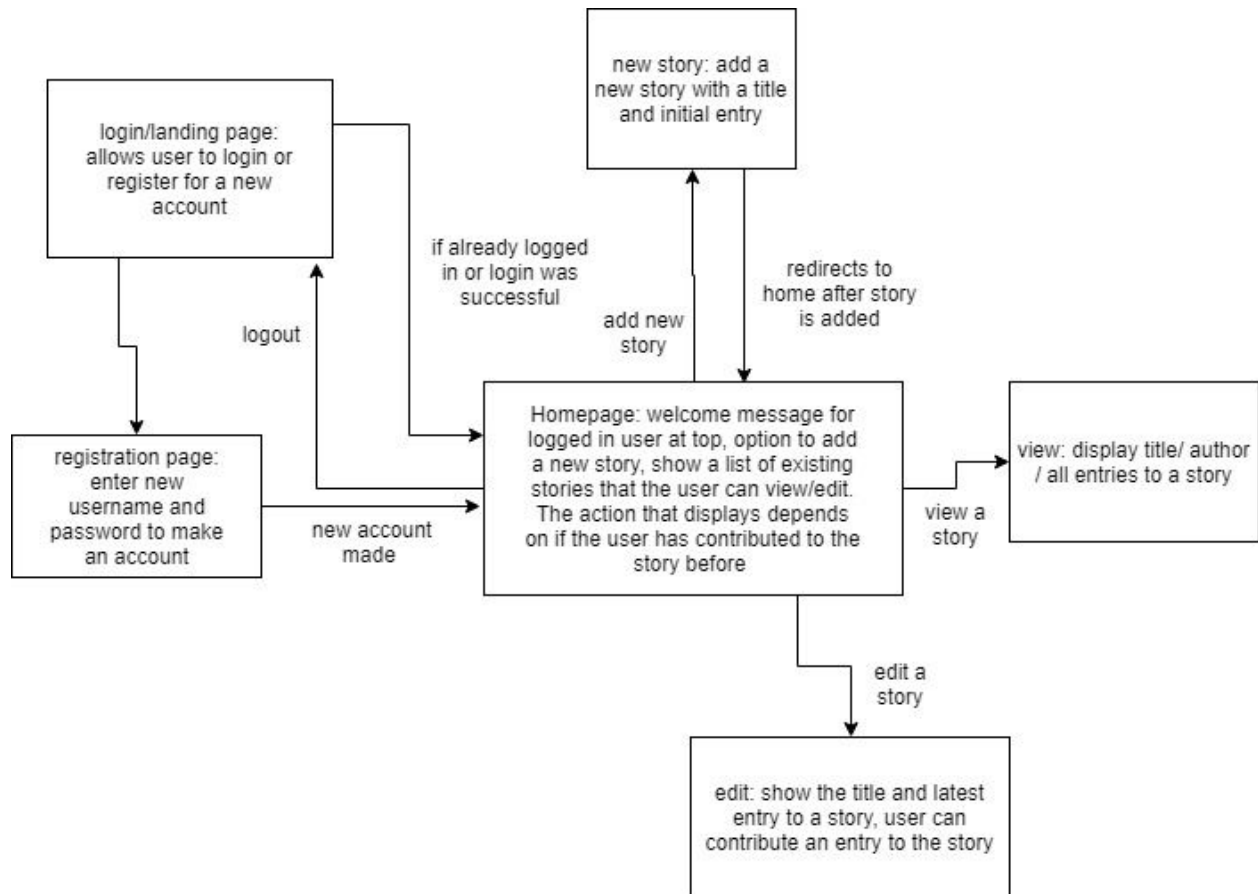 new story: add a
new story with a title
and initial entry
login/landing page:
allows user to login or
register for a new
account
if already logged
in or login was
successful
redirects to
home after story
is added
logout
add new
story
Homepage: welcome message for
logged in user at top, option to add
a new story, show a list of existing
stories that the user can view/edit.
The action that displays depends
on if the user has contributed to the
story before
view: display title/ author
/ all entries to a story
registration page:
enter new
username and
password to make
an account
new account
made
view a
story
edit a
story
edit: show the title and latest
entry to a story, user can
contribute an entry to the story